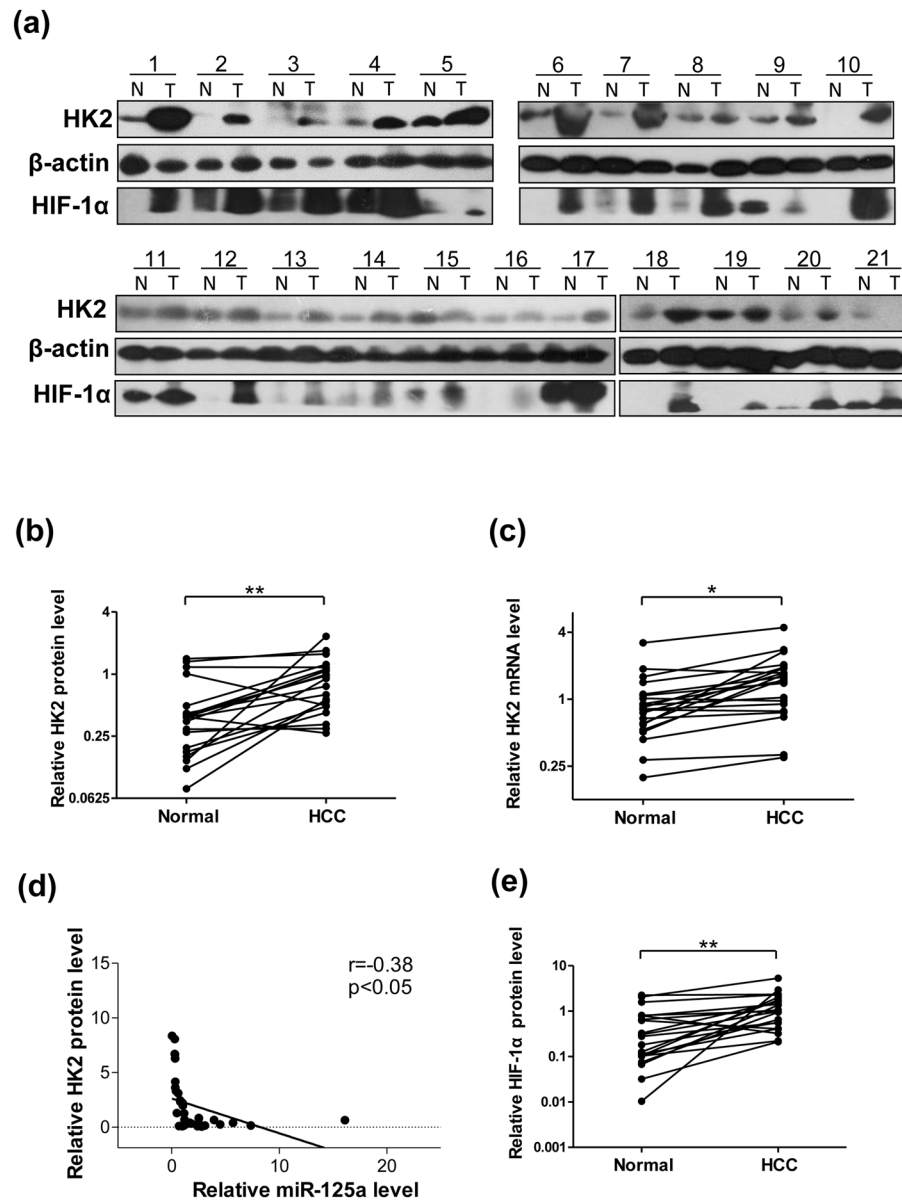 (a)
1 2 3 4 5
N T N T N T N T N T
HK2
β-actin
HIF-1α
6 7 8 9 10
N T N T N T N T N T
11 12 13 14 15 16 17
N T N T N T N T N T N T N T
HK2
β-actin
HIF-1α
18 19 20 21
N T N T N T N T
(b)
**
Relative HK2 protein level
4
1
0.25
0.0625
Normal HCC
(c)
*
Relative HK2 mRNA level
4
1
0.25
Normal HCC
(d)
r=-0.38
p<0.05
Relative HK2 protein level
15
10
5
0
0 10 20
Relative miR-125a level
(e)
**
Relative HIF-1α protein level
10
1
0.1
0.01
0.001
Normal HCC